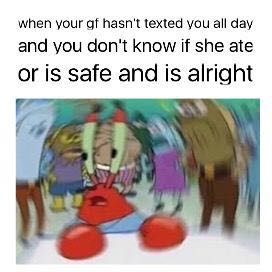 when your gf hasn't texted you all day
and you don't know if she ate
or is safe and is alright